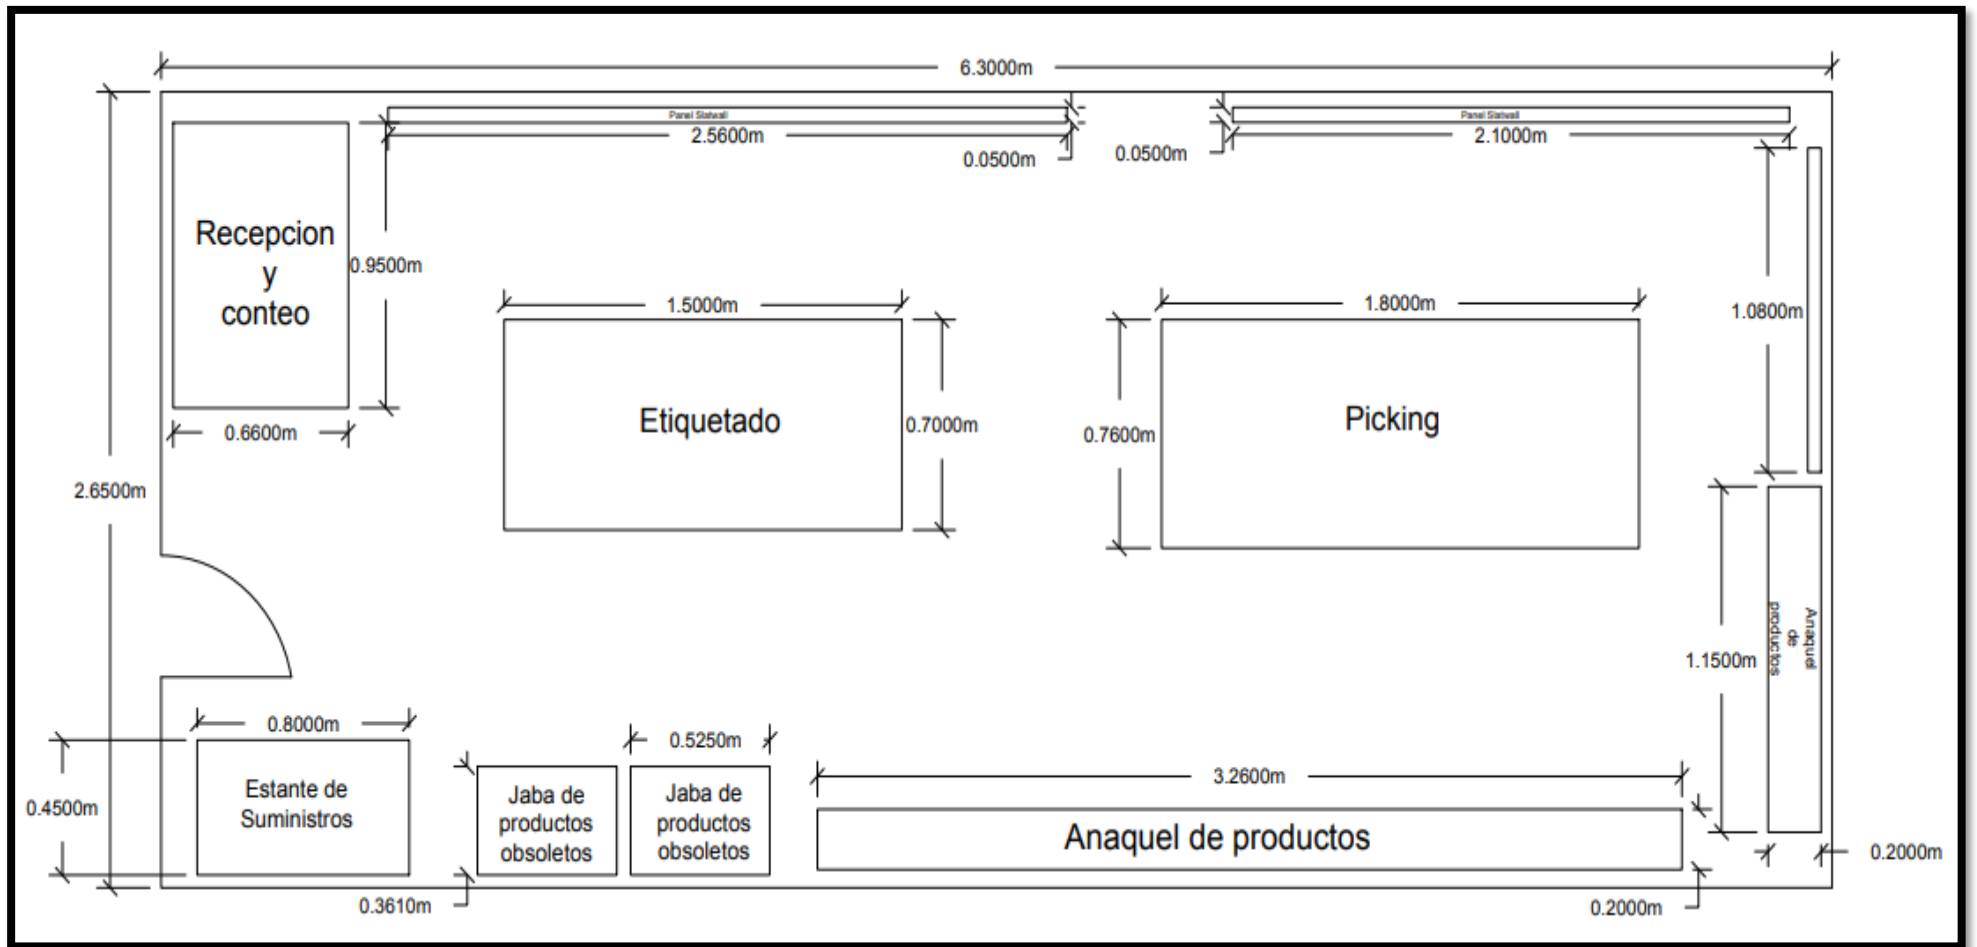 6.3000m
Panel Slatwall
2.5600m
0.0500m
0.0500m
Panel Slatwall
2.1000m
Recepcion
y
conteo
0.9500m
0.6600m
2.6500m
1.5000m
Etiquetado
0.7000m
1.8000m
Picking
0.7600m
1.0800m
Anaquel
de
productos
1.1500m
0.2000m
0.8000m
Estante de
Suministros
0.4500m
0.5250m
Jaba de
productos
obsoletos
Jaba de
productos
obsoletos
0.3610m
3.2600m
Anaquel de productos
0.2000m